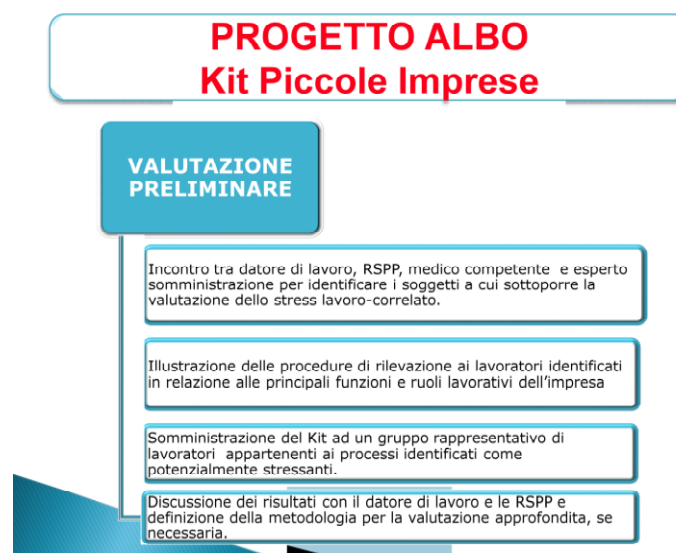 PROGETTO ALBO
Kit Piccole Imprese
VALUTAZIONE
PRELIMINARE
Incontro tra datore di lavoro, RSPP, medico competente e esperto
somministrazione per identificare i soggetti a cui sottoporre la
valutazione dello stress lavoro-correlato.
Illustrazione delle procedure di rilevazione ai lavoratori identificati
in relazione alle principali funzioni e ruoli lavorativi dell'impresa
Somministrazione del Kit ad un gruppo rappresentativo di
lavoratori appartenenti ai processi identificati come
potenzialmente stressanti.
Discussione dei risultati con il datore di lavoro e le RSPP e
definizione della metodologia per la valutazione approfondita, se
necessaria.